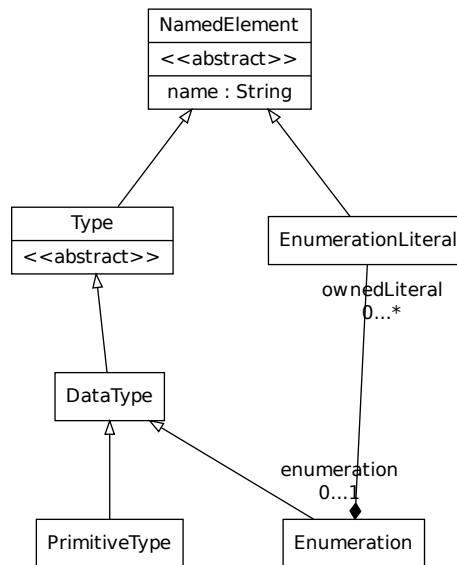 NamedElement
<<abstract>>
name : String
Type
<<abstract>>
EnumerationLiteral
ownedLiteral
0...*
DataType
enumeration
0...1
PrimitiveType
Enumeration